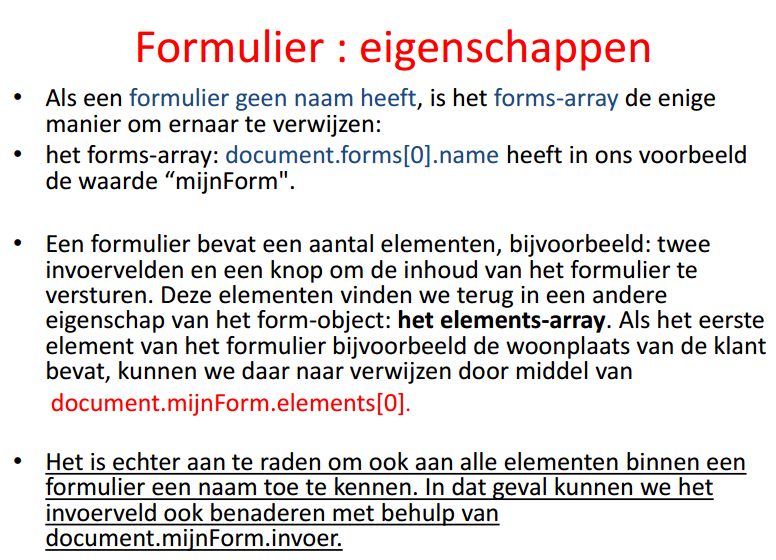 Formulier : eigenschappen
• Als een formulier geen naam heeft, is het forms-array de enige
manier om ernaar te verwijzen:
• het forms-array: document.forms[0].name heeft in ons voorbeeld
de waarde “mijnForm".
• Een formulier bevat een aantal elementen, bijvoorbeeld: twee
invoervelden en een knop om de inhoud van het formulier te
versturen. Deze elementen vinden we terug in een andere
eigenschap van het form-object: het elements-array. Als het eerste
element van het formulier bijvoorbeeld de woonplaats van de klant
bevat, kunnen we daar naar verwijzen door middel van
document.mijnForm.elements[0].
• Het is echter aan te raden om ook aan alle elementen binnen een
formulier een naam toe te kennen. In dat geval kunnen we het
invoerveld ook benaderen met behulp van
document.mijnForm.invoer.